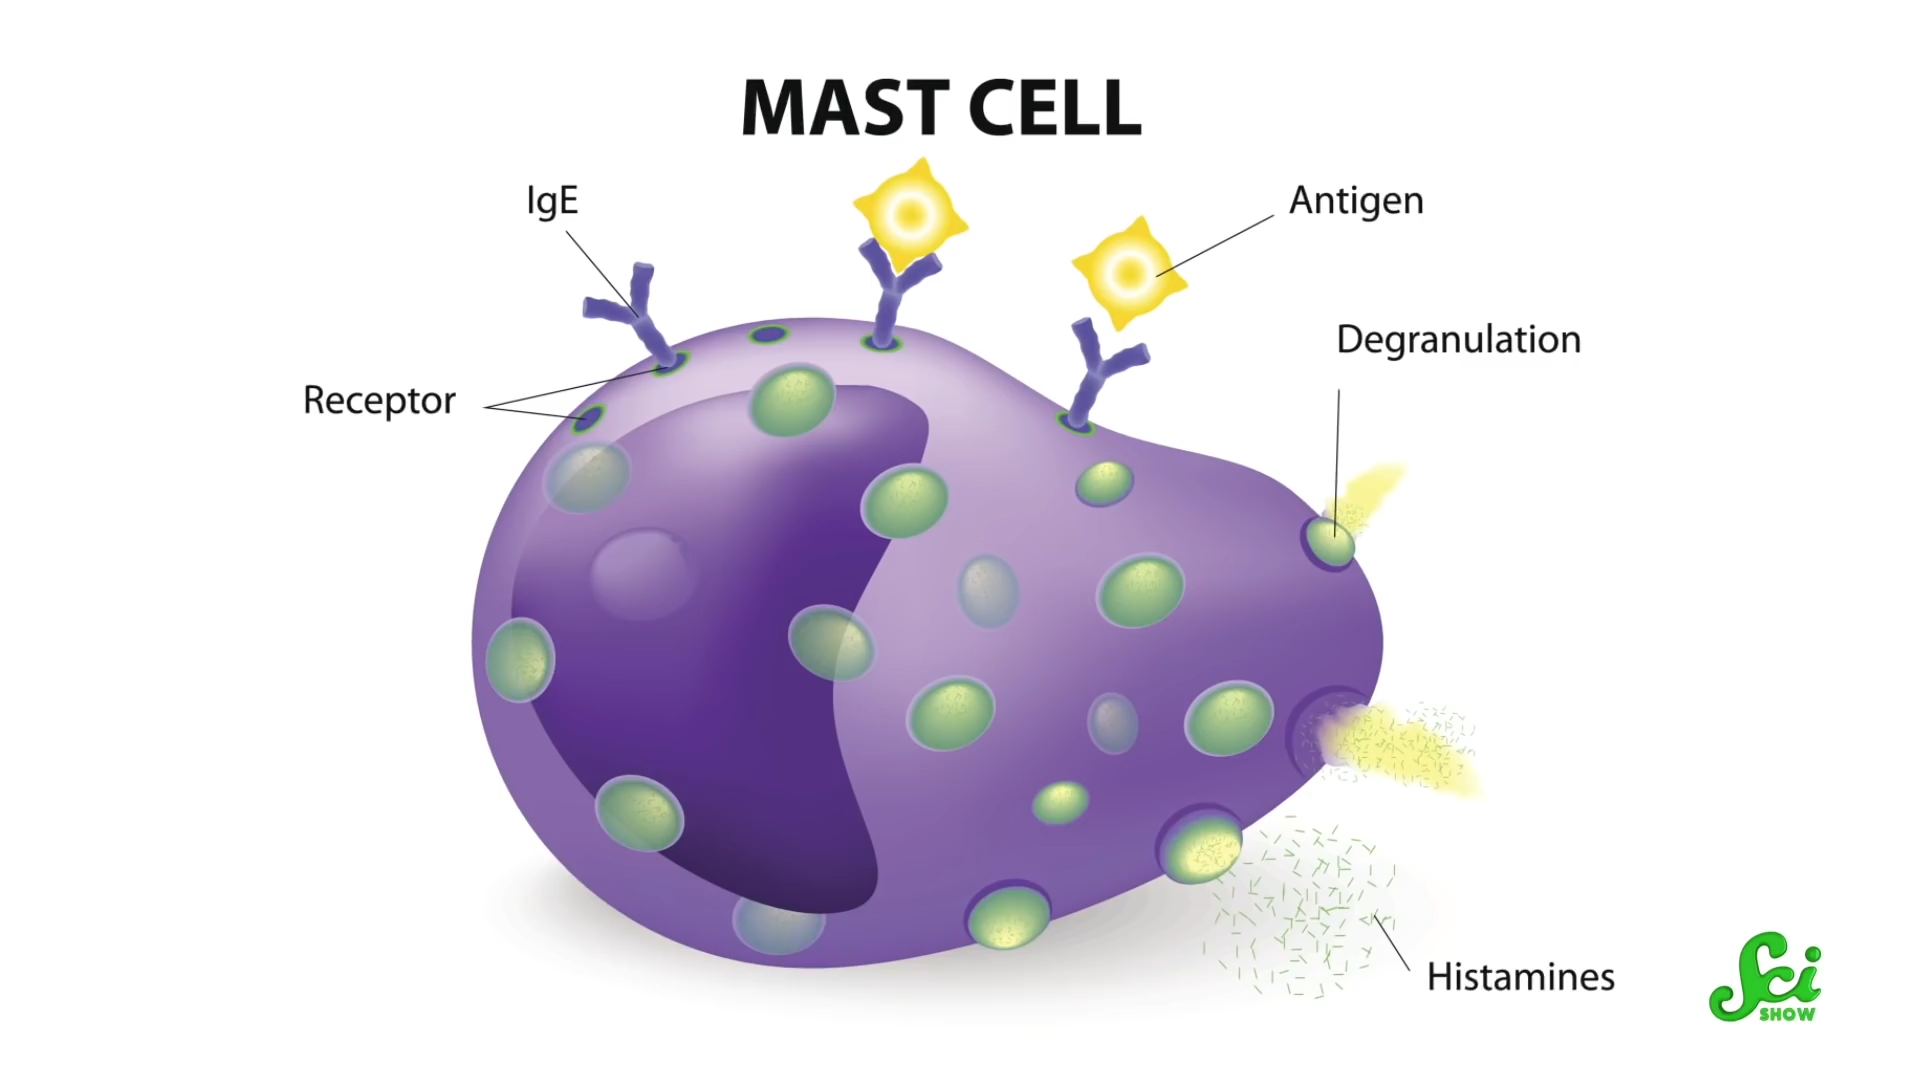 MAST CELL
IgE
Antigen
Degranulation
Receptor
Histamines
Sci
SHOW